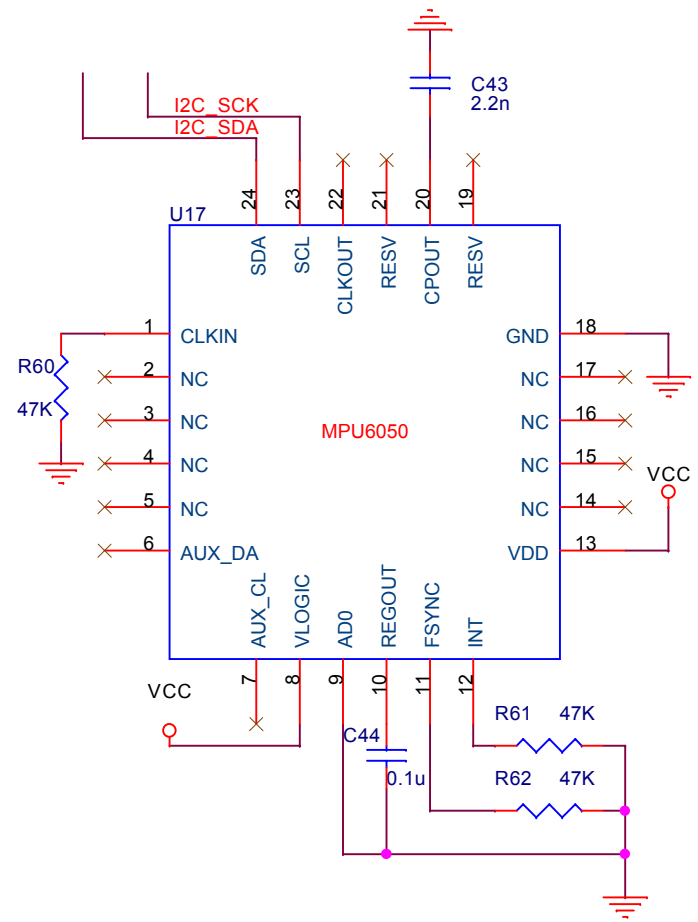 C43
2.2n
I2C_SCK
I2C_SDA
24
23
22
21
20
19
U17
SDA
SCL
CLKOUT
RESV
CPOUT
RESV
1
CLKIN
GND
18
R60
47K
2
NC
NC
17
3
NC
NC
16
MPU6050
4
NC
NC
15
VCC
5
NC
NC
14
6
AUX_DA
VDD
13
AUX_CL
VLOGIC
AD0
REGOUT
FSYNC
INT
7
8
9
10
11
12
VCC
R61 47K
C44
0.1u
R62 47K